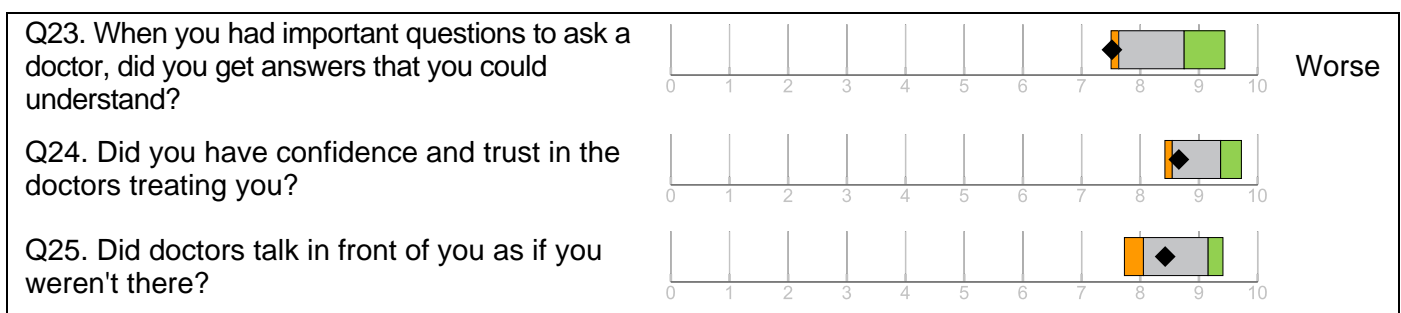 Q23. When you had important questions to ask a
doctor, did you get answers that you could
understand?
Worse
0 1 2 3 4 5 6 7 8 9 10
Q24. Did you have confidence and trust in the
doctors treating you?
0 1 2 3 4 5 6 7 8 9 10
Q25. Did doctors talk in front of you as if you
weren't there?
0 1 2 3 4 5 6 7 8 9 10